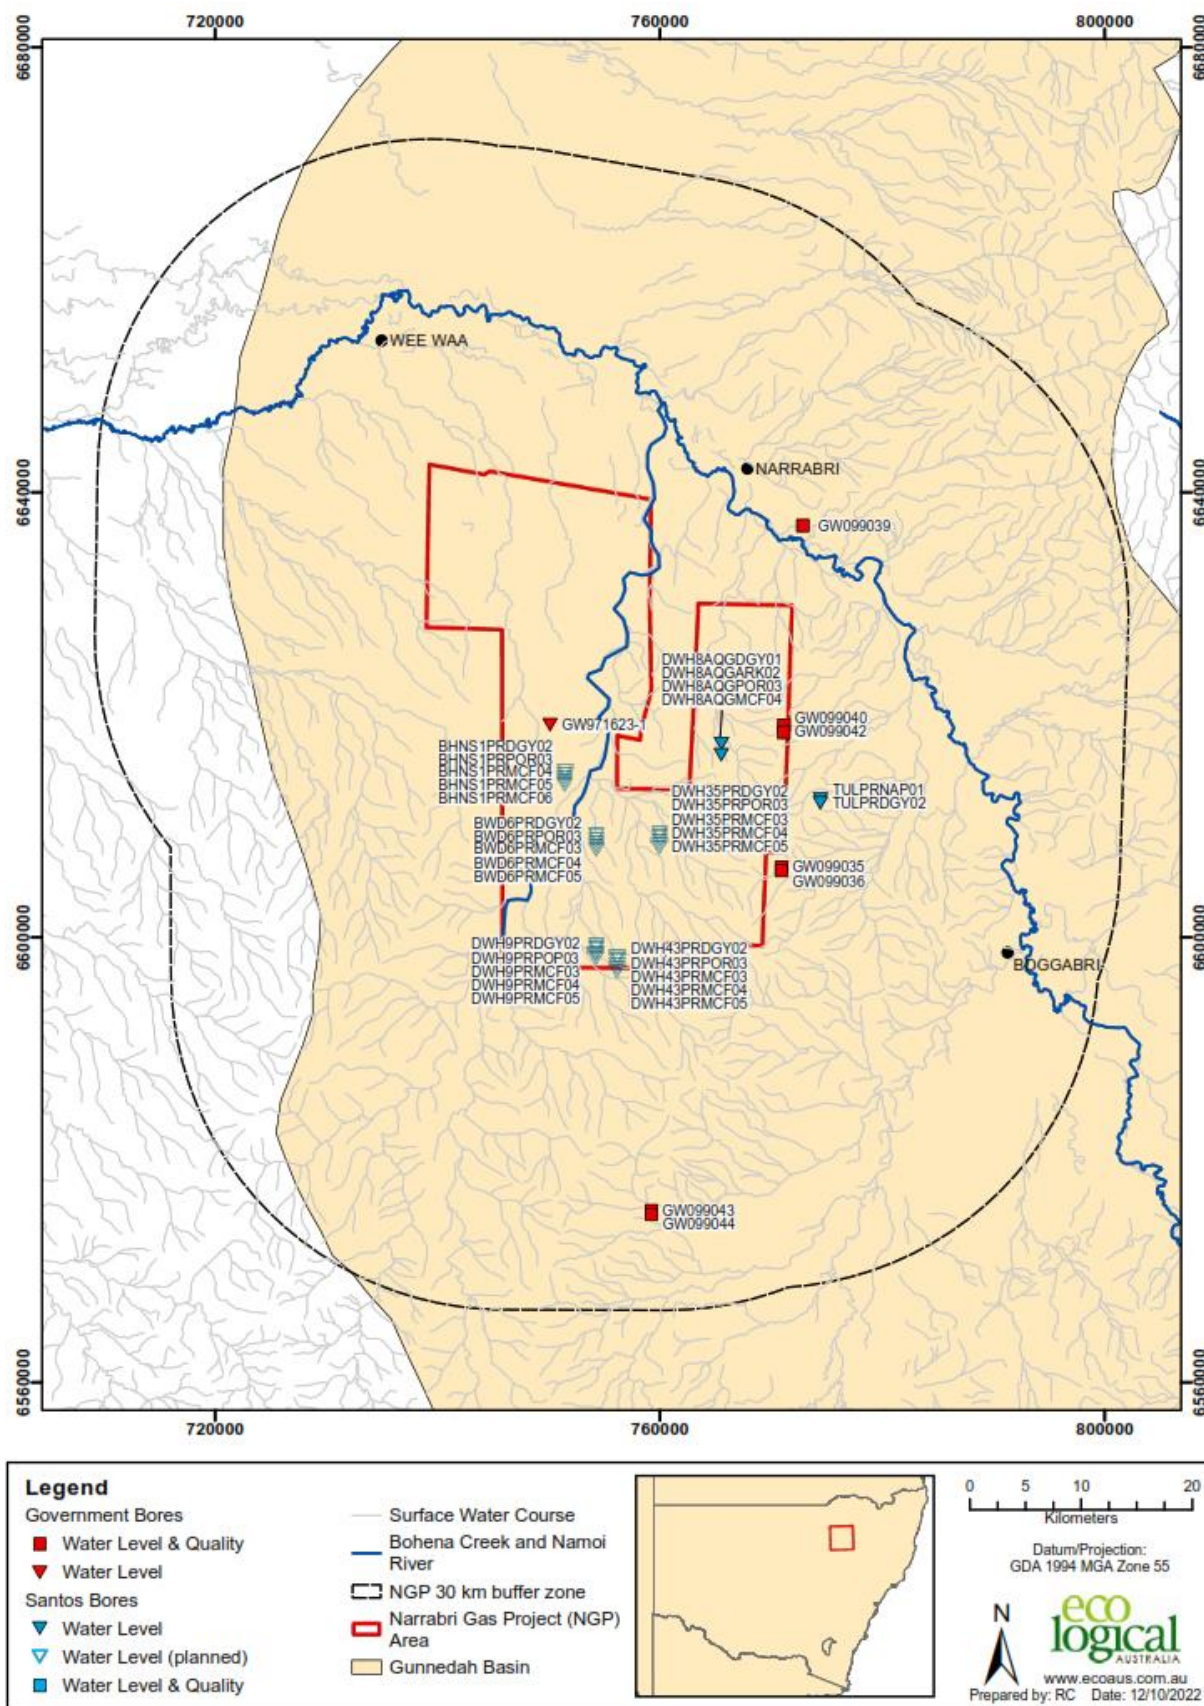 720000
760000
800000
6680000
6680000
WEE WAA
NARRABRI
6640000
6640000
GW099039
DWH8AQGDGY01
DWH8AQGARK02
DWH8AQGPOR03
DWH8AQGMCF04
GW971623-1
GW099040
GW099042
BHNS1PRDGY02
BHNS1PRPOR03
BHNS1PRMCF04
BHNS1PRMCF05
BHNS1PRMCF06
TULPRNAP01
TULPRDGY02
DWH35PRDGY02
DWH35PRPOR03
DWH35PRMCF03
DWH35PRMCF04
DWH35PRMCF05
BWD6PRDGY02
BWD6PRPOR03
BWD6PRMCF03
BWD6PRMCF04
BWD6PRMCF05
GW099035
GW099036
6600000
6600000
DWH9PRDGY02
DWH9PRPOP03
DWH9PRMCF03
DWH9PRMCF04
DWH9PRMCF05
DWH43PRDGY02
DWH43PRPOR03
DWH43PRMCF03
DWH43PRMCF04
DWH43PRMCF05
BOGGABRI
GW099043
GW099044
6560000
6560000
720000
760000
800000
Legend
Government Bores
Water Level & Quality
Water Level
Santos Bores
Water Level
Water Level (planned)
Water Level & Quality
Surface Water Course
Bohena Creek and Namoi
River
NGP 30 km buffer zone
Narrabri Gas Project (NGP)
Area
Gunnedah Basin
0 5 10 20
Kilometers
Datum/Projection:
GDA 1994 MGA Zone 55
N
eco
logical
AUSTRALIA
www.ecoaus.com.au
Prepared by: RC Date: 12/10/2022